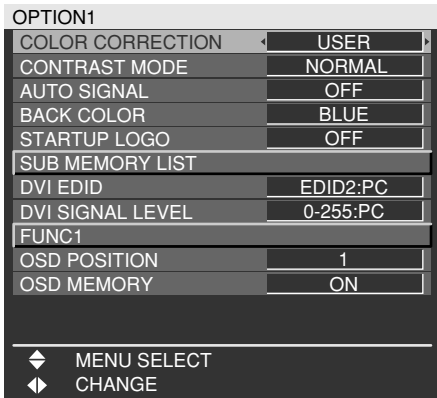 OPTION1
COLOR CORRECTION USER
CONTRAST MODE NORMAL
AUTO SIGNAL OFF
BACK COLOR BLUE
STARTUP LOGO OFF
SUB MEMORY LIST
DVI EDID EDID2:PC
DVI SIGNAL LEVEL 0-255:PC
FUNC1
OSD POSITION 1
OSD MEMORY ON
MENU SELECT
CHANGE